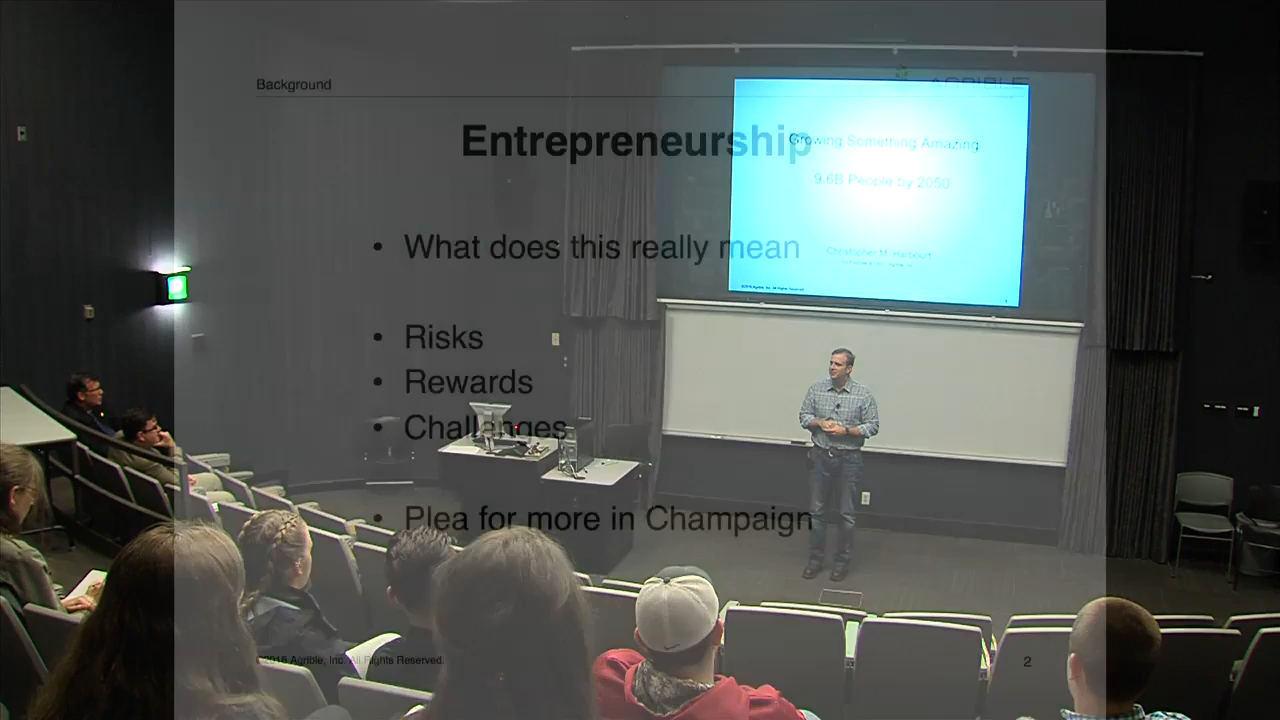 Background
AGRIBLE
Entrepreneurship
• What does this really mean
• Risks
• Rewards
• Challenges
• Plea for more in Champaign
©2015 Agrible, Inc. All Rights Reserved.
2
Growing Something Amazing
9.6B People by 2050
Christopher M. Harbourt